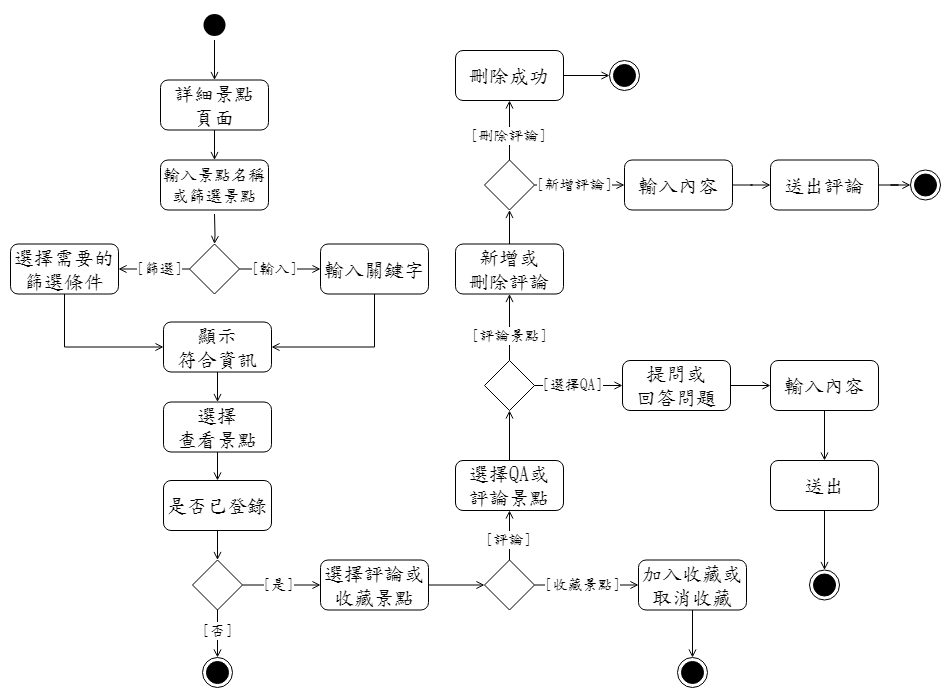 詳細景點
頁面
輸入景點名稱
或篩選景點
[篩選]
[輸入]
選擇需要的
篩選條件
輸入關鍵字
顯示
符合資訊
選擇
查看景點
是否已登錄
[是]
[否]
選擇評論或
收藏景點
[收藏景點]
加入收藏或
取消收藏
[評論]
選擇QA或
評論景點
[選擇QA]
提問或
回答問題
輸入內容
送出
[評論景點]
新增或
刪除評論
[新增評論]
輸入內容
送出評論
[刪除評論]
刪除成功